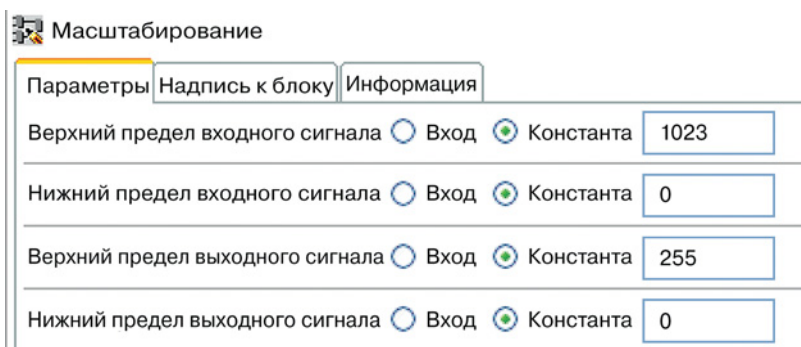 Масштабирование
Параметры Надпись к блоку Информация
Верхний предел входного сигнала Вход Константа 1023
Нижний предел входного сигнала Вход Константа 0
Верхний предел выходного сигнала Вход Константа 255
Нижний предел выходного сигнала Вход Константа 0